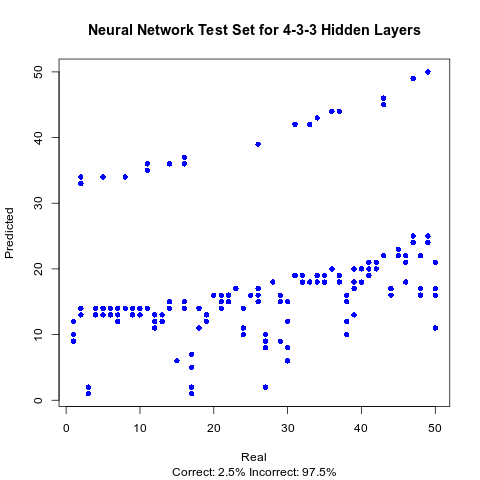 Neural Network Test Set for 4-3-3 Hidden Layers
Predicted
50
40
30
20
10
0
0 10 20 30 40 50
Real
Correct: 2.5% Incorrect: 97.5%